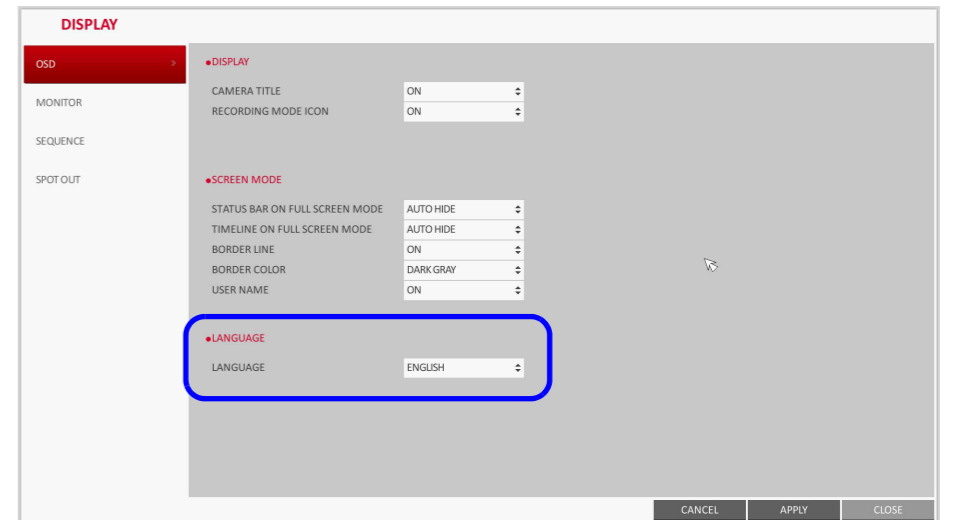 DISPLAY
OSD >
MONITOR
SEQUENCE
SPOT OUT
●DISPLAY
CAMERA TITLE ON
RECORDING MODE ICON ON
●SCREEN MODE
STATUS BAR ON FULL SCREEN MODE AUTO HIDE
TIMELINE ON FULL SCREEN MODE AUTO HIDE
BORDER LINE ON
BORDER COLOR DARK GRAY
USER NAME ON
●LANGUAGE
LANGUAGE ENGLISH
CANCEL APPLY CLOSE